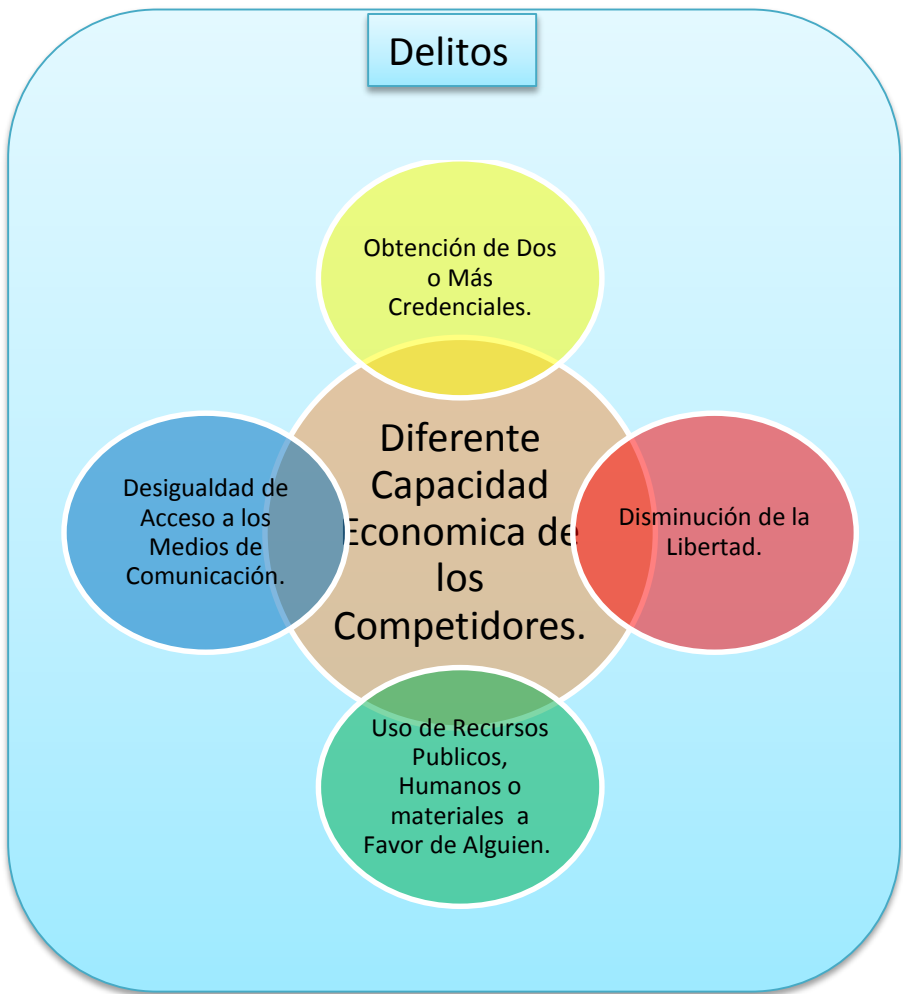 Delitos
Obtención de Dos
o Más
Credenciales.
Desigualdad de
Acceso a los
Medios de
Comunicación.
Diferente
Capacidad
Economica de
los
Competidores.
Disminución de la
Libertad.
Uso de Recursos
Publicos,
Humanos o
materiales a
Favor de Alguien.